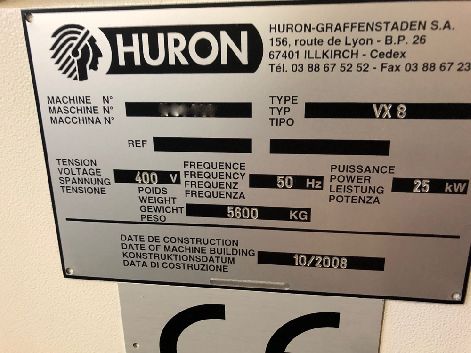 HURON
HURON-GRAFFENSTADEN S.A.
156, route de Lyon - B.P. 26
67401 ILLKIRCH - Cedex
Tél. 03 88 67 52 52 - Fax 03 88 67 23
MACHINE N°
MASCHINE N°
MACCHINA N°
TYPE
TYP
TIPO
VX 8
REF
TENSION
VOLTAGE
SPANNUNG
TENSIONE
400 V
FREQUENCE
FREQUENCY
FREQUENZ
FREQUENZA
50 Hz
PUISSANCE
POWER
LEISTUNG
POTENZA
25 kW
POIDS
WEIGHT
GEWICHT
PESO
5600 KG
DATE DE CONSTRUCTION
DATE OF MACHINE BUILDING
KONSTRUKTIONSDATUM
DATA DI COSTRUZIONE
10/2008
CE